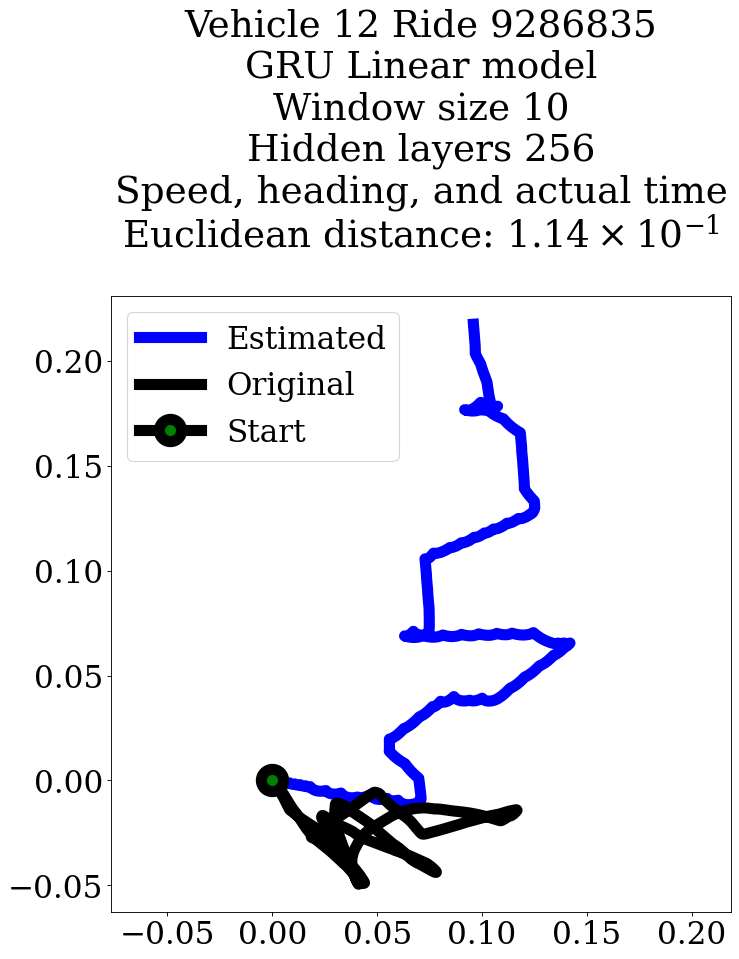 Vehicle 12 Ride 9286835
GRU Linear model
Window size 10
Hidden layers 256
Speed, heading, and actual time
Euclidean distance: 1.14 × 10⁻¹
Estimated
Original
Start
0.20
0.15
0.10
0.05
0.00
−0.05
−0.05 0.00 0.05 0.10 0.15 0.20